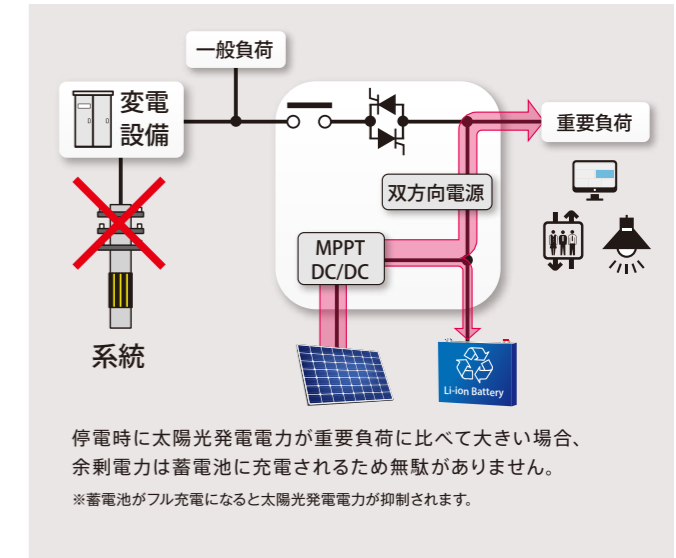 一般負荷
変電
設備
重要負荷
双方向電源
MPPT
DC/DC
系統
Li-ion Battery
停電時に太陽光発電電力が重要負荷に比べて大きい場合、
余剰電力は蓄電池に充電されるため無駄がありません。
※蓄電池がフル充電になると太陽光発電電力が抑制されます。